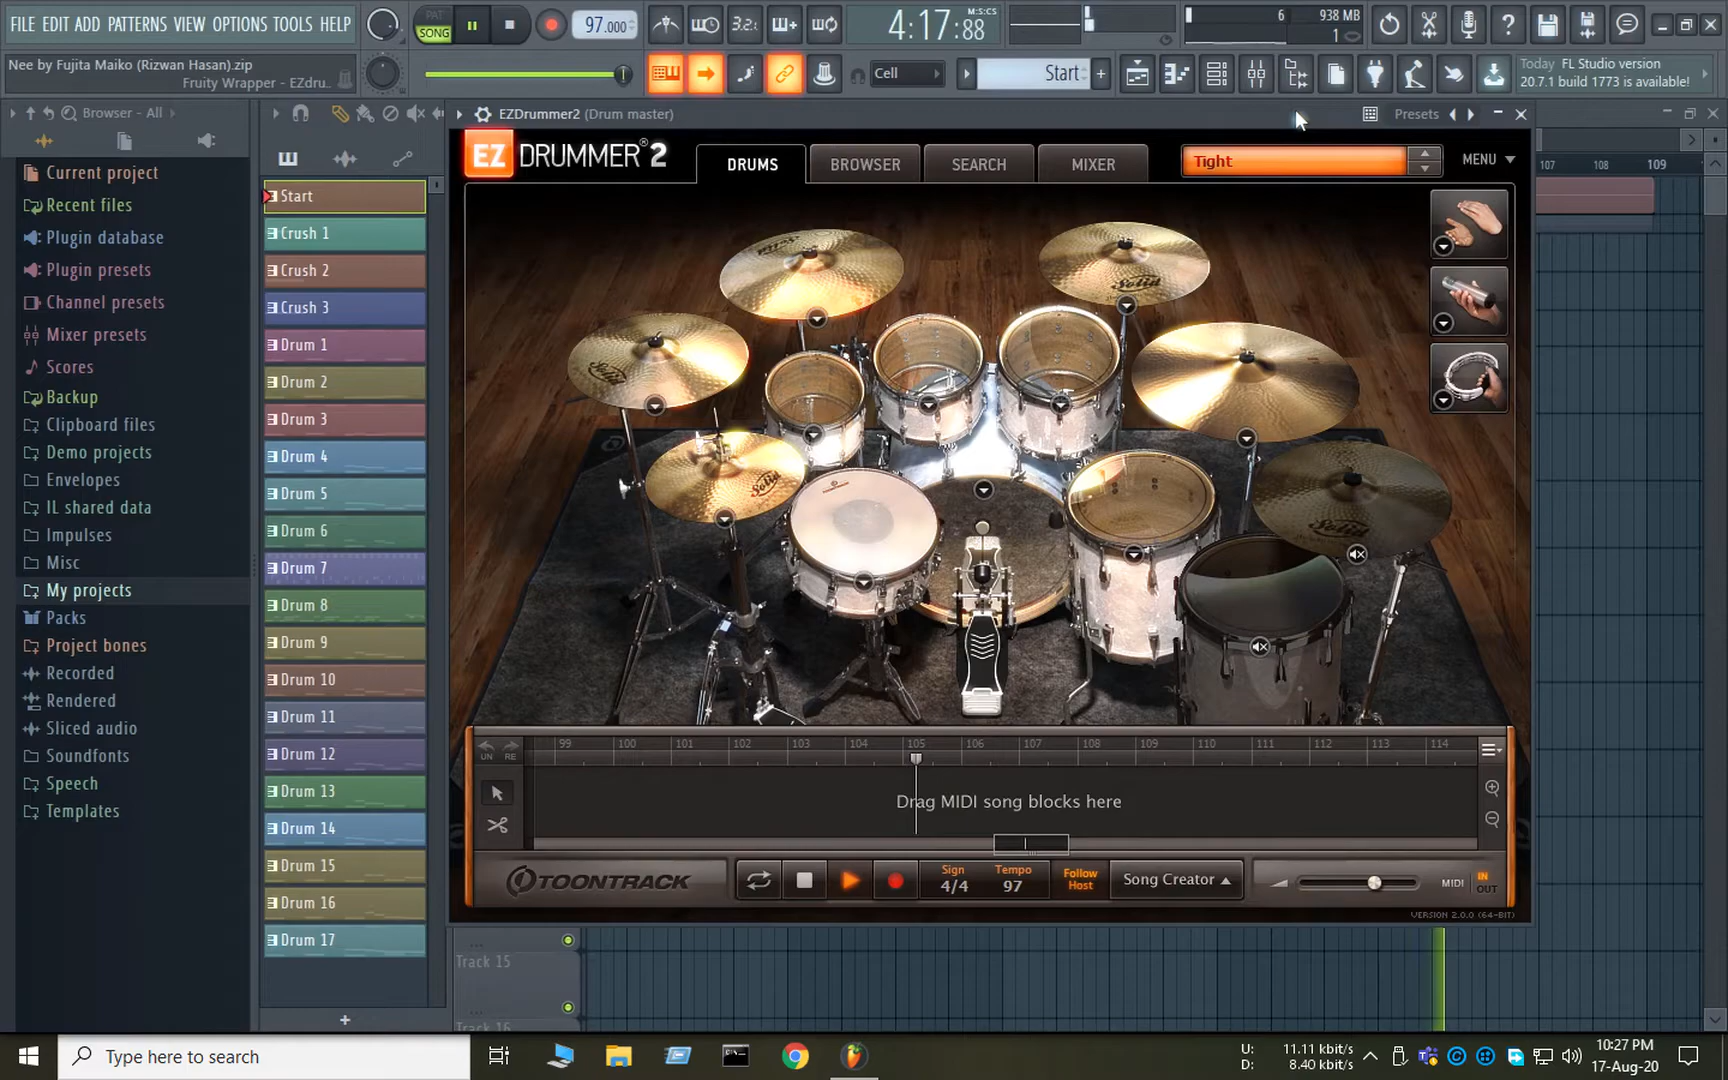 FILE EDIT ADD PATTERNS VIEW OPTIONS TOOLS HELP
PAT
SONG
97.000
3.2:
4:17:88
M:S:CS
6
938 MB
1
Nee by Fujita Maiko (Rizwan Hasan).zip
Fruity Wrapper - EZdru..
Cell
Start
Today FL Studio version
20.7.1 build 1773 is available!
Browser - All
EZDrummer2 (Drum master)
Presets
Current project
Recent files
Plugin database
Plugin presets
Channel presets
Mixer presets
Scores
Backup
Clipboard files
Demo projects
Envelopes
IL shared data
Impulses
Misc
My projects
Packs
Project bones
Recorded
Rendered
Sliced audio
Soundfonts
Speech
Templates
Start
Crush 1
Crush 2
Crush 3
Drum 1
Drum 2
Drum 3
Drum 4
Drum 5
Drum 6
Drum 7
Drum 8
Drum 9
Drum 10
Drum 11
Drum 12
Drum 13
Drum 14
Drum 15
Drum 16
Drum 17
EZ DRUMMER® 2
DRUMS
BROWSER
SEARCH
MIXER
Tight
MENU
107 108 109
Solid
Solid
Solid
UN RE
99 100 101 102 103 104 105 106 107 108 109 110 111 112 113 114
Drag MIDI song blocks here
TOONTRACK
Sign
4/4
Tempo
97
Follow
Host
Song Creator
MIDI
IN
OUT
VERSION 2.0.0 (64-BIT)
...
Track 15
...
Track 16
Type here to search
U: 11.11 kbit/s
D: 8.40 kbit/s
10:27 PM
17-Aug-20